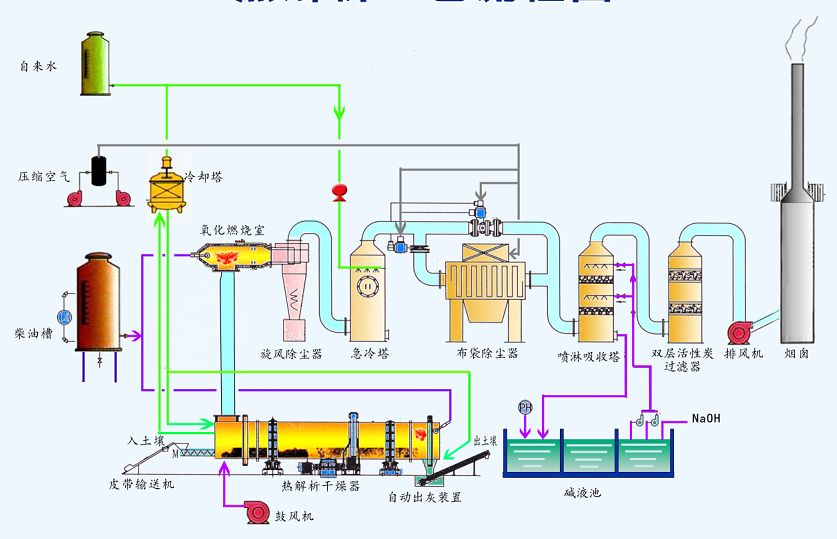 自来水
压缩空气
冷却塔
氧化燃烧室
柴油槽
旋风除尘器
急冷塔
布袋除尘器
喷淋吸收塔
双层活性炭
过滤器
排风机
烟囱
PH
NaOH
入土壤
M
出土壤
皮带输送机
热解析干燥器
自动出灰装置
碱液池
鼓风机